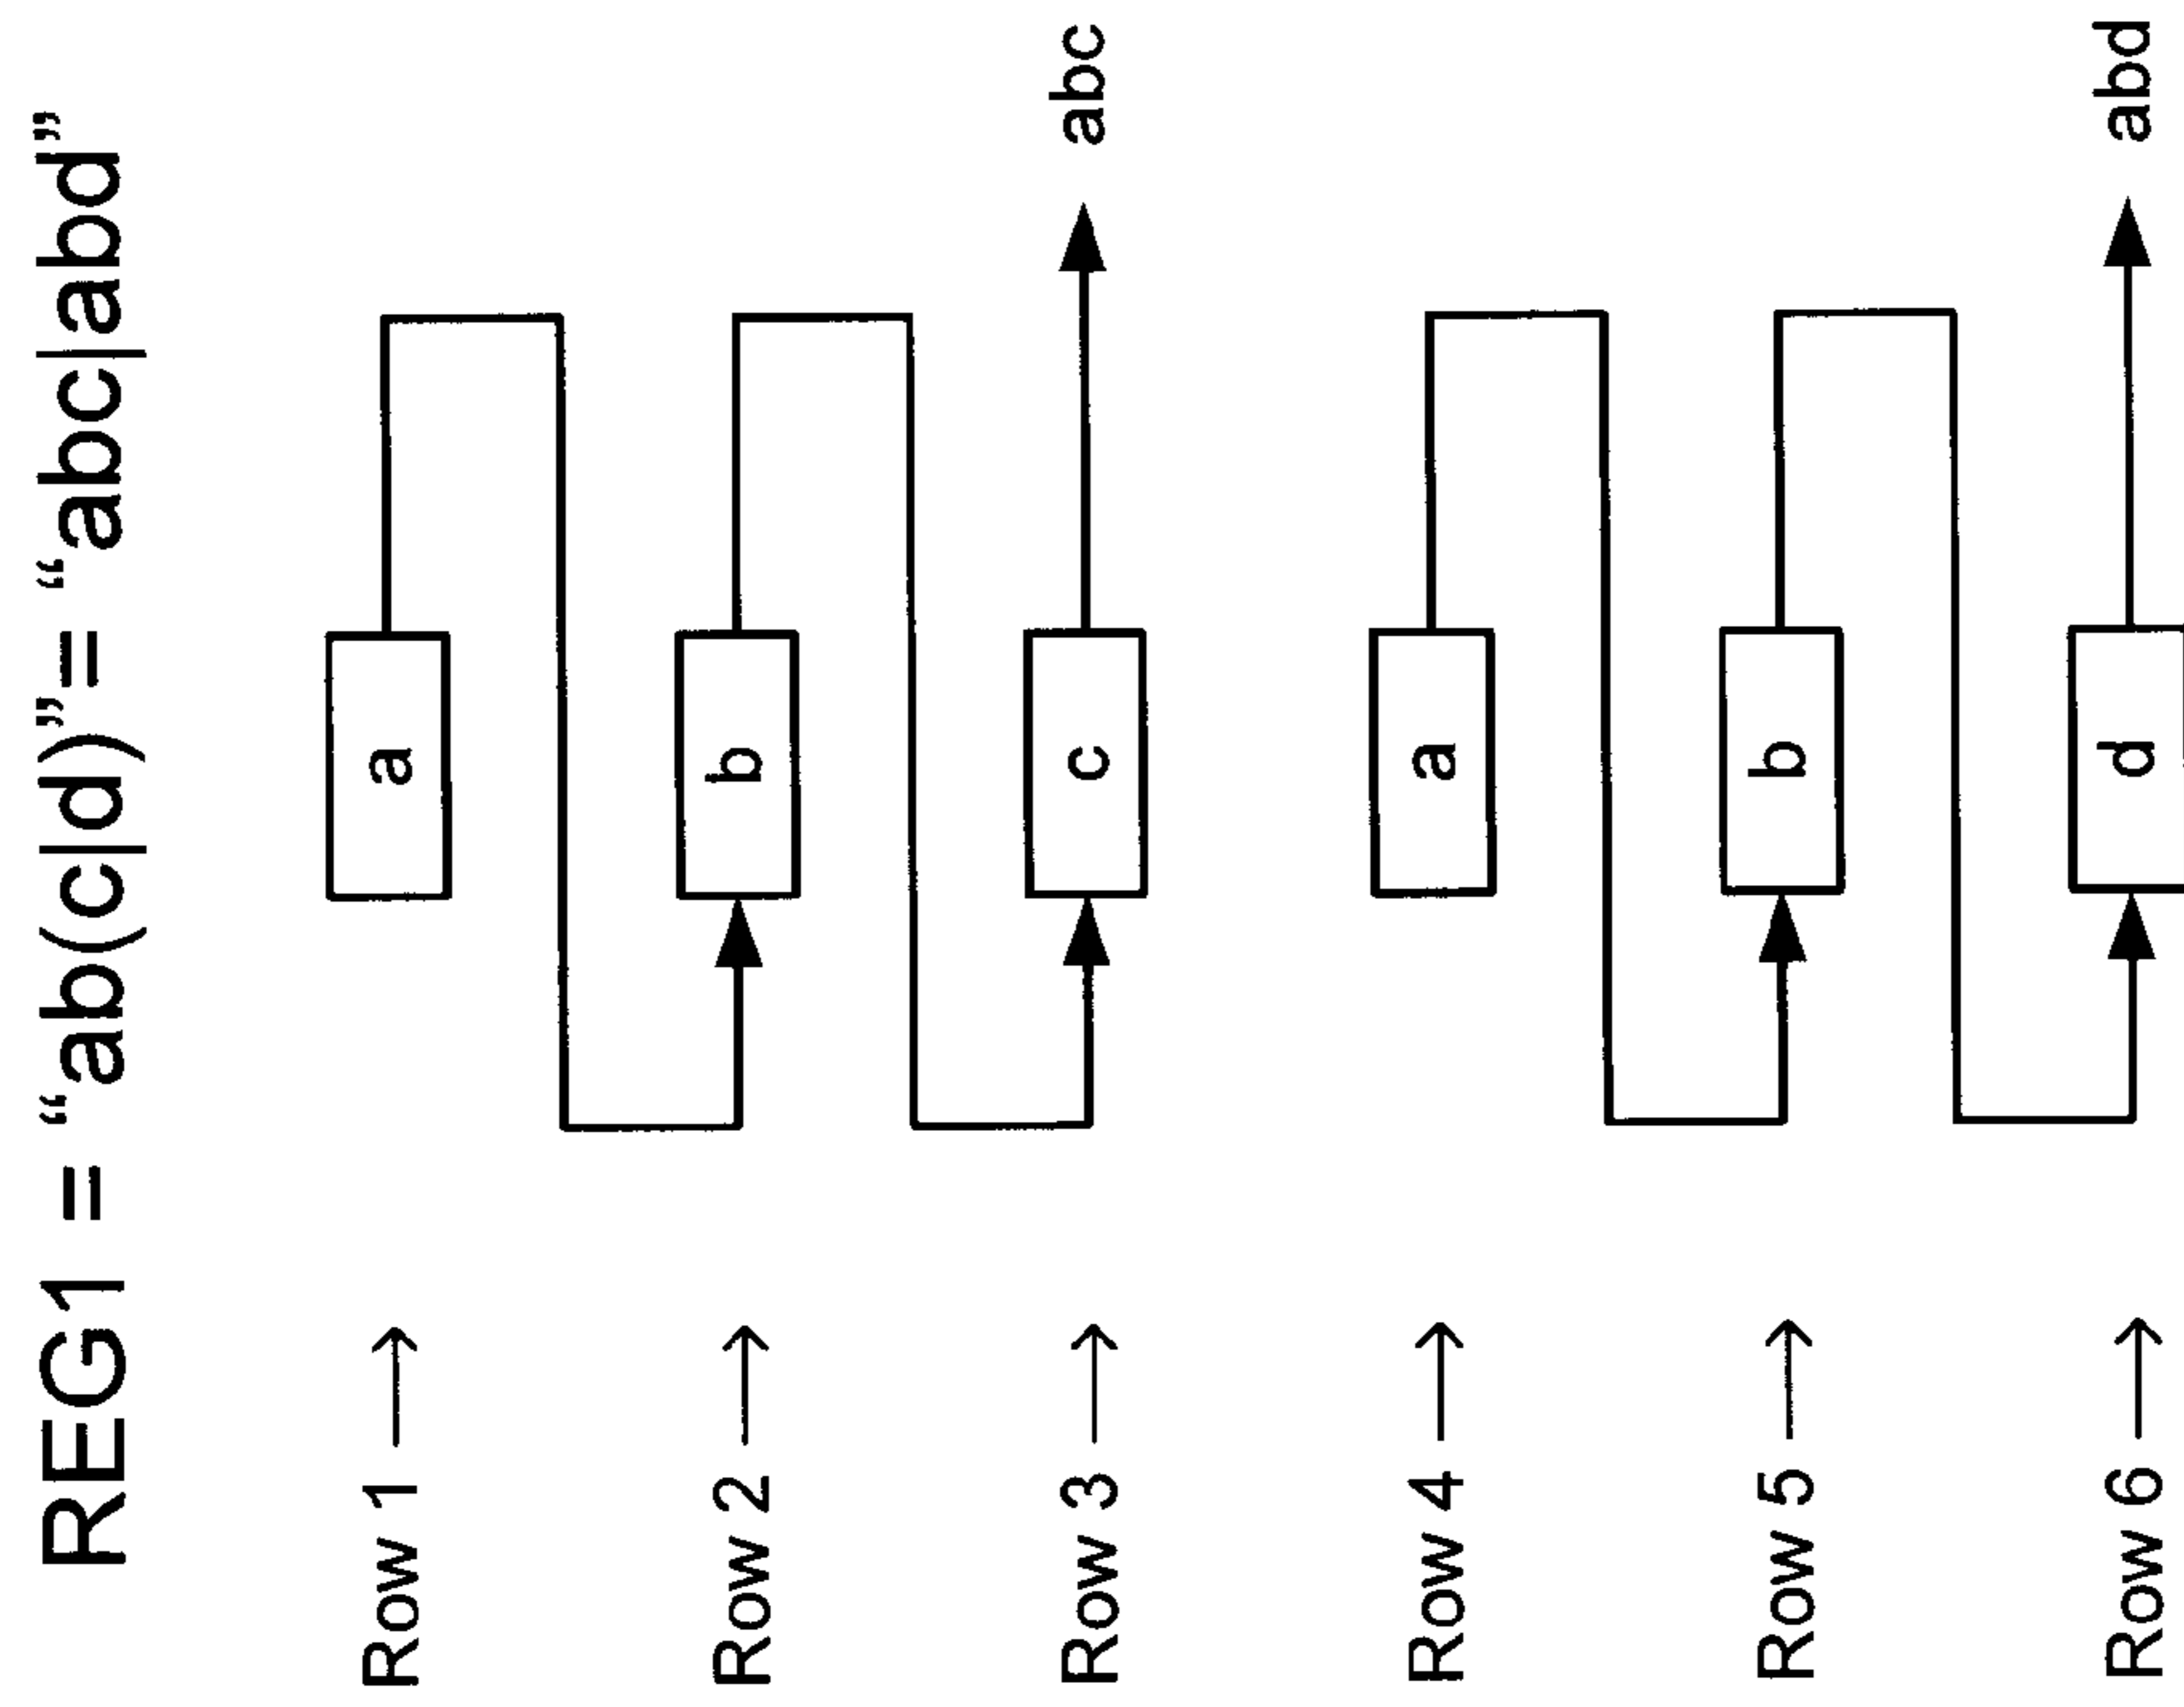 REG1 = “ab(c|d)”= “abc|abd”
Row 1 → a
Row 2 → b
Row 3 → c abc
Row 4 → a
Row 5 → b
Row 6 → d abd